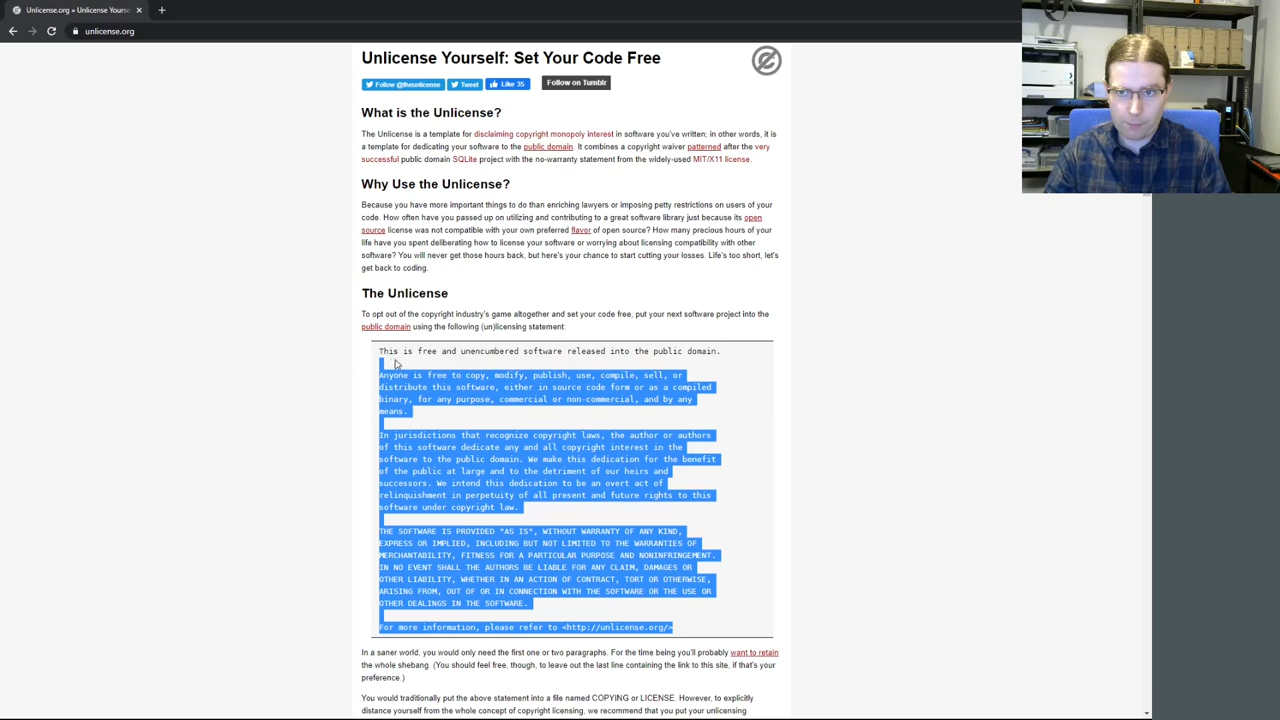 Unlicense.org » Unlicense Yourse
unlicense.org
Unlicense Yourself: Set Your Code Free
Follow @theunlicense Tweet Like 35 Follow on Tumblr
What is the Unlicense?
The Unlicense is a template for disclaiming copyright monopoly interest in software you've written; in other words, it is
a template for dedicating your software to the public domain. It combines a copyright waiver patterned after the very
successful public domain SQLite project with the no-warranty statement from the widely-used MIT/X11 license.
Why Use the Unlicense?
Because you have more important things to do than enriching lawyers or imposing petty restrictions on users of your
code. How often have you passed up on utilizing and contributing to a great software library just because its open
source license was not compatible with your own preferred flavor of open source? How many precious hours of your
life have you spent deliberating how to license your software or worrying about licensing compatibility with other
software? You will never get those hours back, but here's your chance to start cutting your losses. Life's too short, let's
get back to coding.
The Unlicense
To opt out of the copyright industry's game altogether and set your code free, put your next software project into the
public domain using the following (un)licensing statement:
This is free and unencumbered software released into the public domain.
Anyone is free to copy, modify, publish, use, compile, sell, or
distribute this software, either in source code form or as a compiled
binary, for any purpose, commercial or non-commercial, and by any
means.
In jurisdictions that recognize copyright laws, the author or authors
of this software dedicate any and all copyright interest in the
software to the public domain. We make this dedication for the benefit
of the public at large and to the detriment of our heirs and
successors. We intend this dedication to be an overt act of
relinquishment in perpetuity of all present and future rights to this
software under copyright law.
THE SOFTWARE IS PROVIDED "AS IS", WITHOUT WARRANTY OF ANY KIND,
EXPRESS OR IMPLIED, INCLUDING BUT NOT LIMITED TO THE WARRANTIES OF
MERCHANTABILITY, FITNESS FOR A PARTICULAR PURPOSE AND NONINFRINGEMENT.
IN NO EVENT SHALL THE AUTHORS BE LIABLE FOR ANY CLAIM, DAMAGES OR
OTHER LIABILITY, WHETHER IN AN ACTION OF CONTRACT, TORT OR OTHERWISE,
ARISING FROM, OUT OF OR IN CONNECTION WITH THE SOFTWARE OR THE USE OR
OTHER DEALINGS IN THE SOFTWARE.
For more information, please refer to <http://unlicense.org/>
In a saner world, you would only need the first one or two paragraphs. For the time being you'll probably want to retain
the whole shebang. (You should feel free, though, to leave out the last line containing the link to this site, if that's your
preference.)
You would traditionally put the above statement into a file named COPYING or LICENSE. However, to explicitly
distance yourself from the whole concept of copyright licensing, we recommend that you put your unlicensing